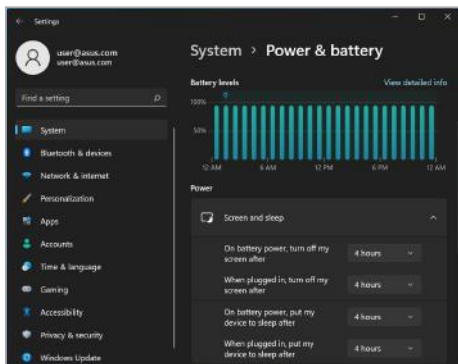 Settings
user@asus.com
user@asus.com
Find a setting
System
Bluetooth & devices
Network & internet
Personalization
Apps
Accounts
Time & language
Gaming
Accessibility
Privacy & security
Windows Update
System > Power & battery
Battery levels
View detailed info
100%
50%
12 AM
6 AM
12 PM
6 PM
12 AM
Power
Screen and sleep
On battery power, turn off my
screen after
4 hours
When plugged in, turn off my
screen after
4 hours
On battery power, put my
device to sleep after
4 hours
When plugged in, put my
device to sleep after
4 hours